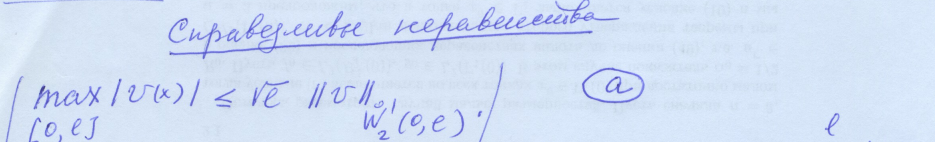 Справедливы неравенства
max |v(x)| ≤ √l ‖v‖ W̊₂¹(0,l). (a)
[0,l] l